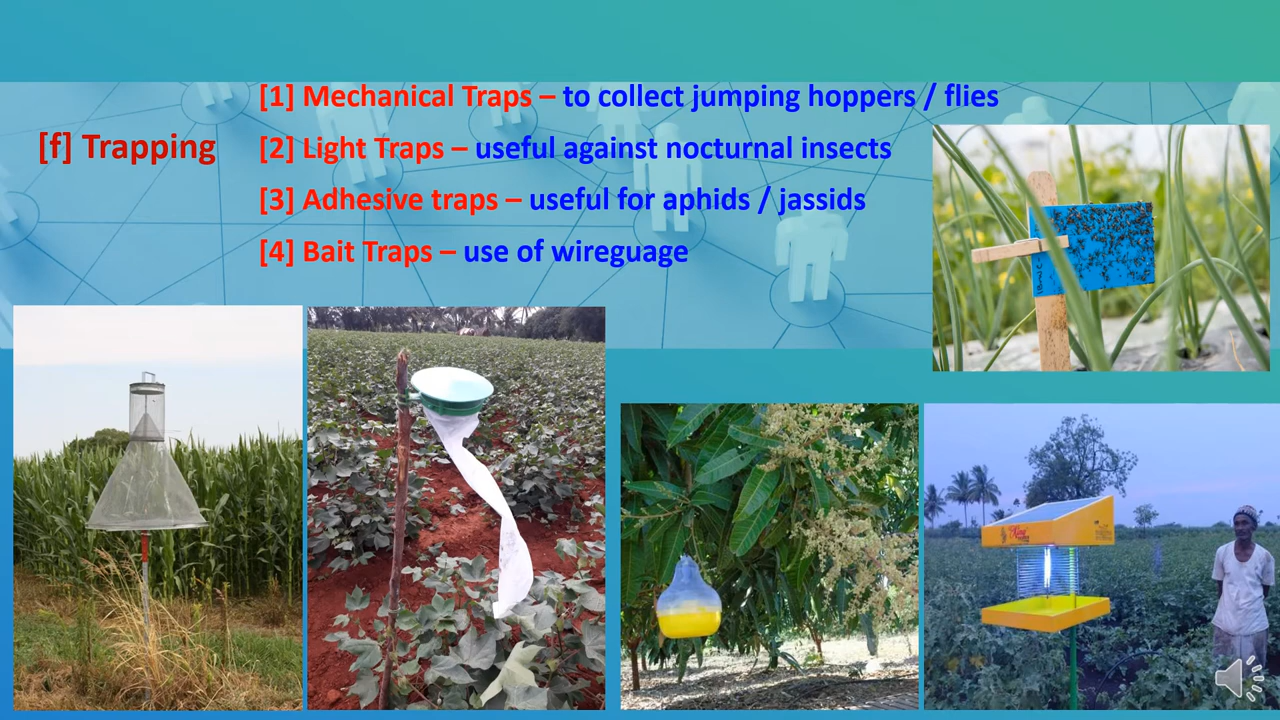 [1] Mechanical Traps – to collect jumping hoppers / flies
[f] Trapping
[2] Light Traps – useful against nocturnal insects
[3] Adhesive traps – useful for aphids / jassids
[4] Bait Traps – use of wireguage